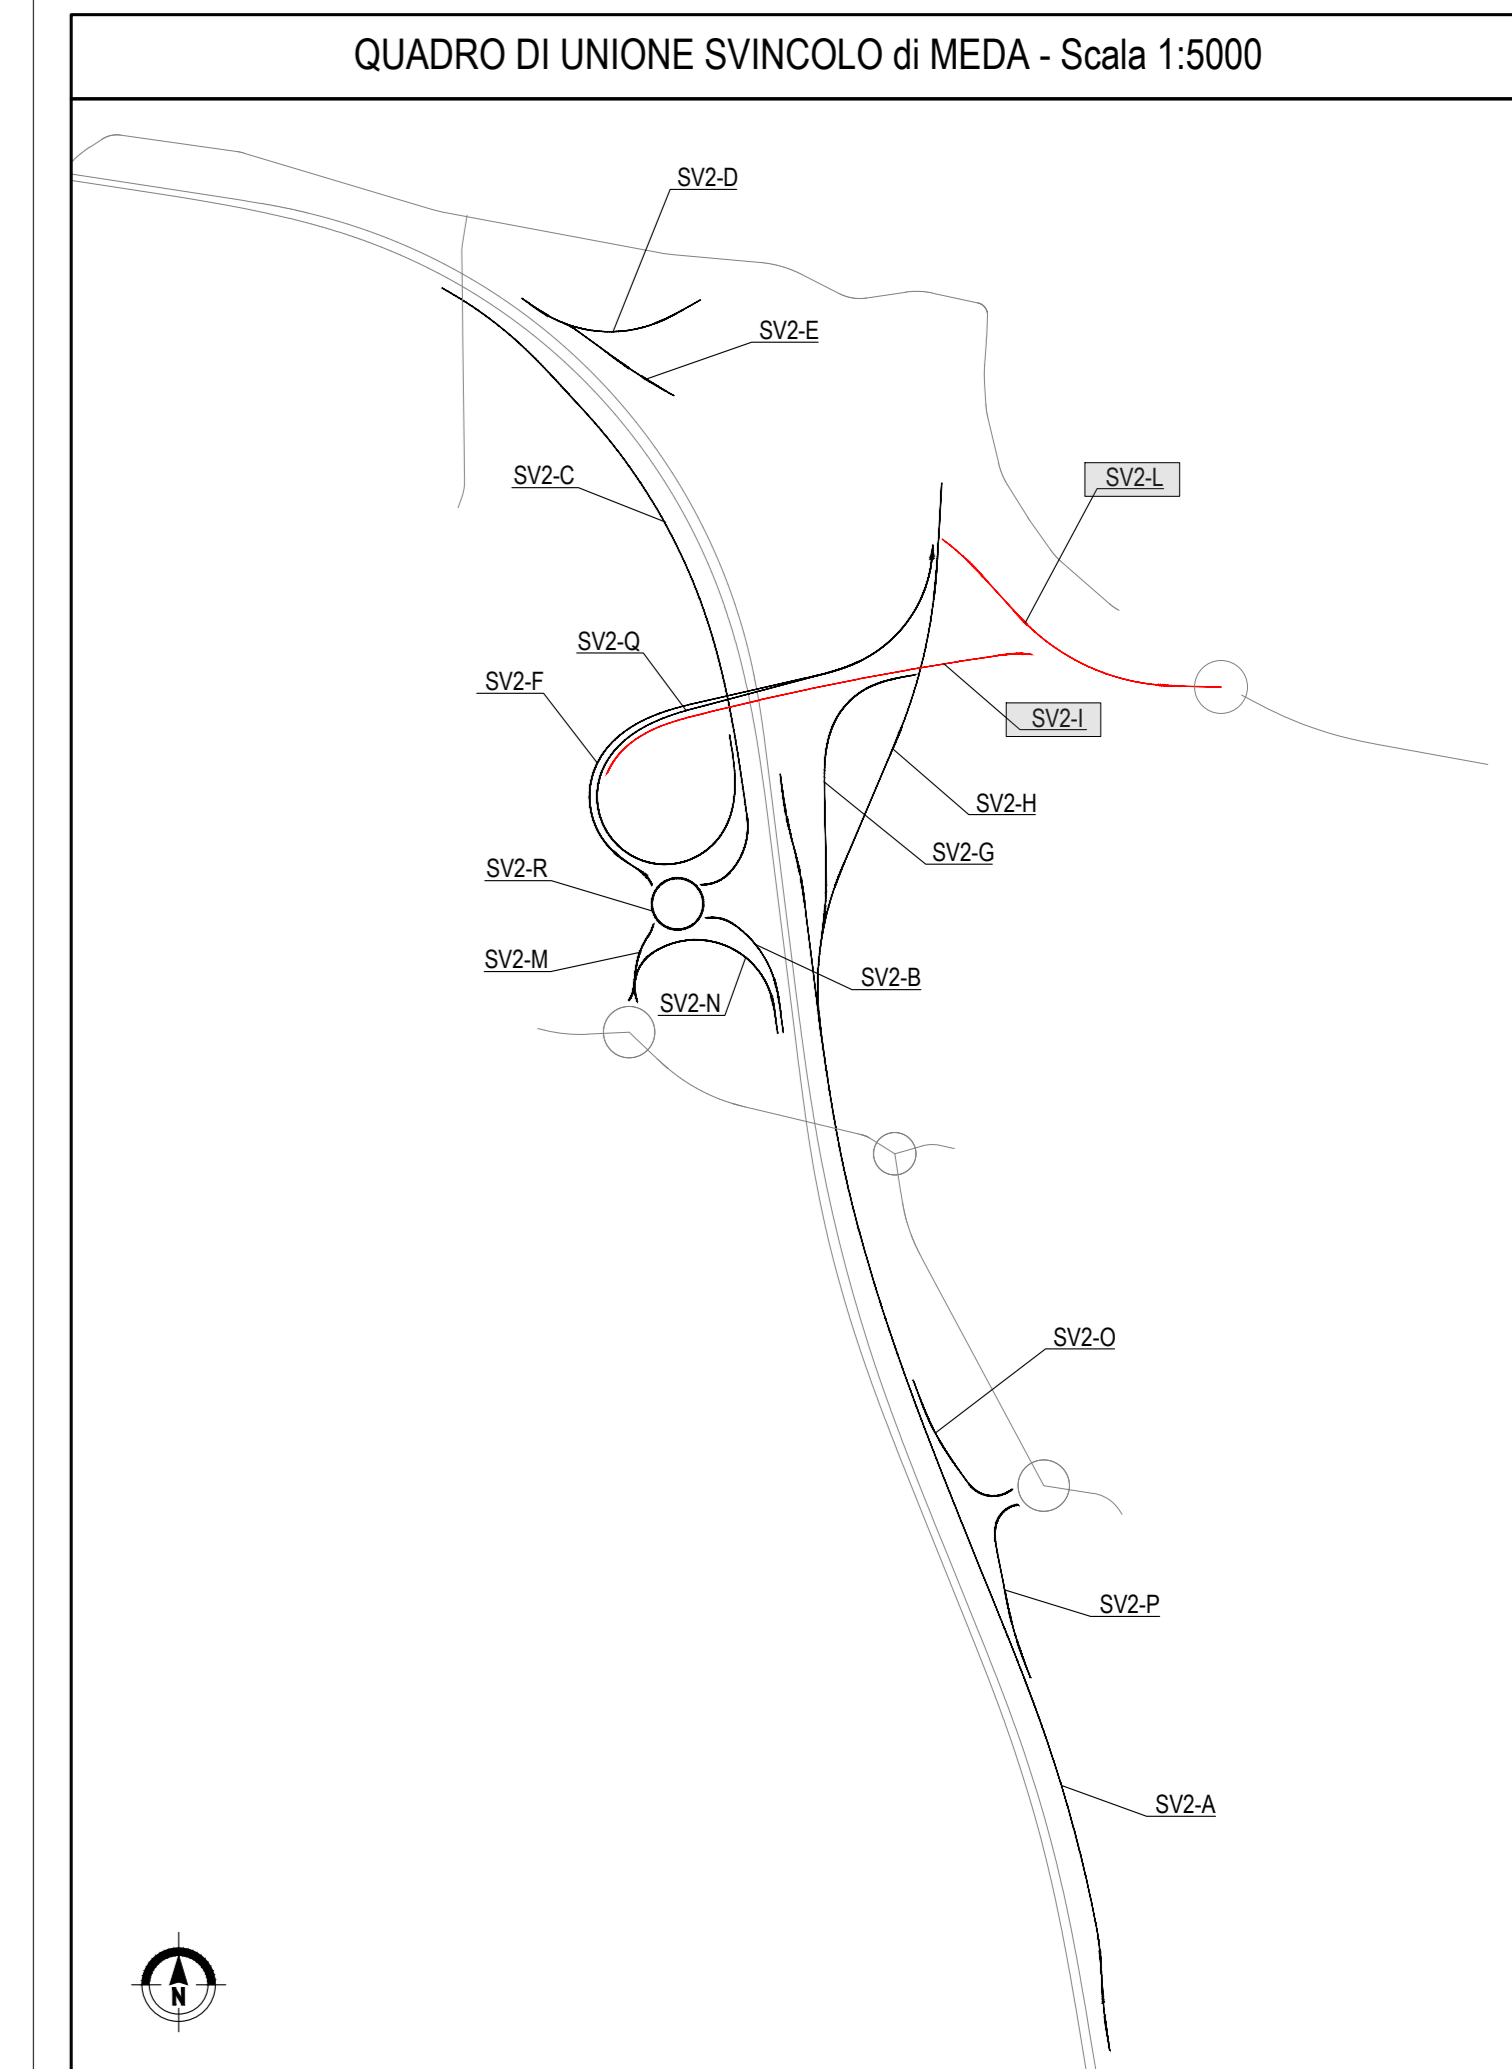 QUADRO DI UNIONE SVINCOLO di MEDA - Scala 1:5000
SV2-D
SV2-E
SV2-C
SV2-L
SV2-Q
SV2-F
SV2-I
SV2-H
SV2-G
SV2-R
SV2-M
SV2-B
SV2-N
SV2-O
SV2-P
SV2-A
N